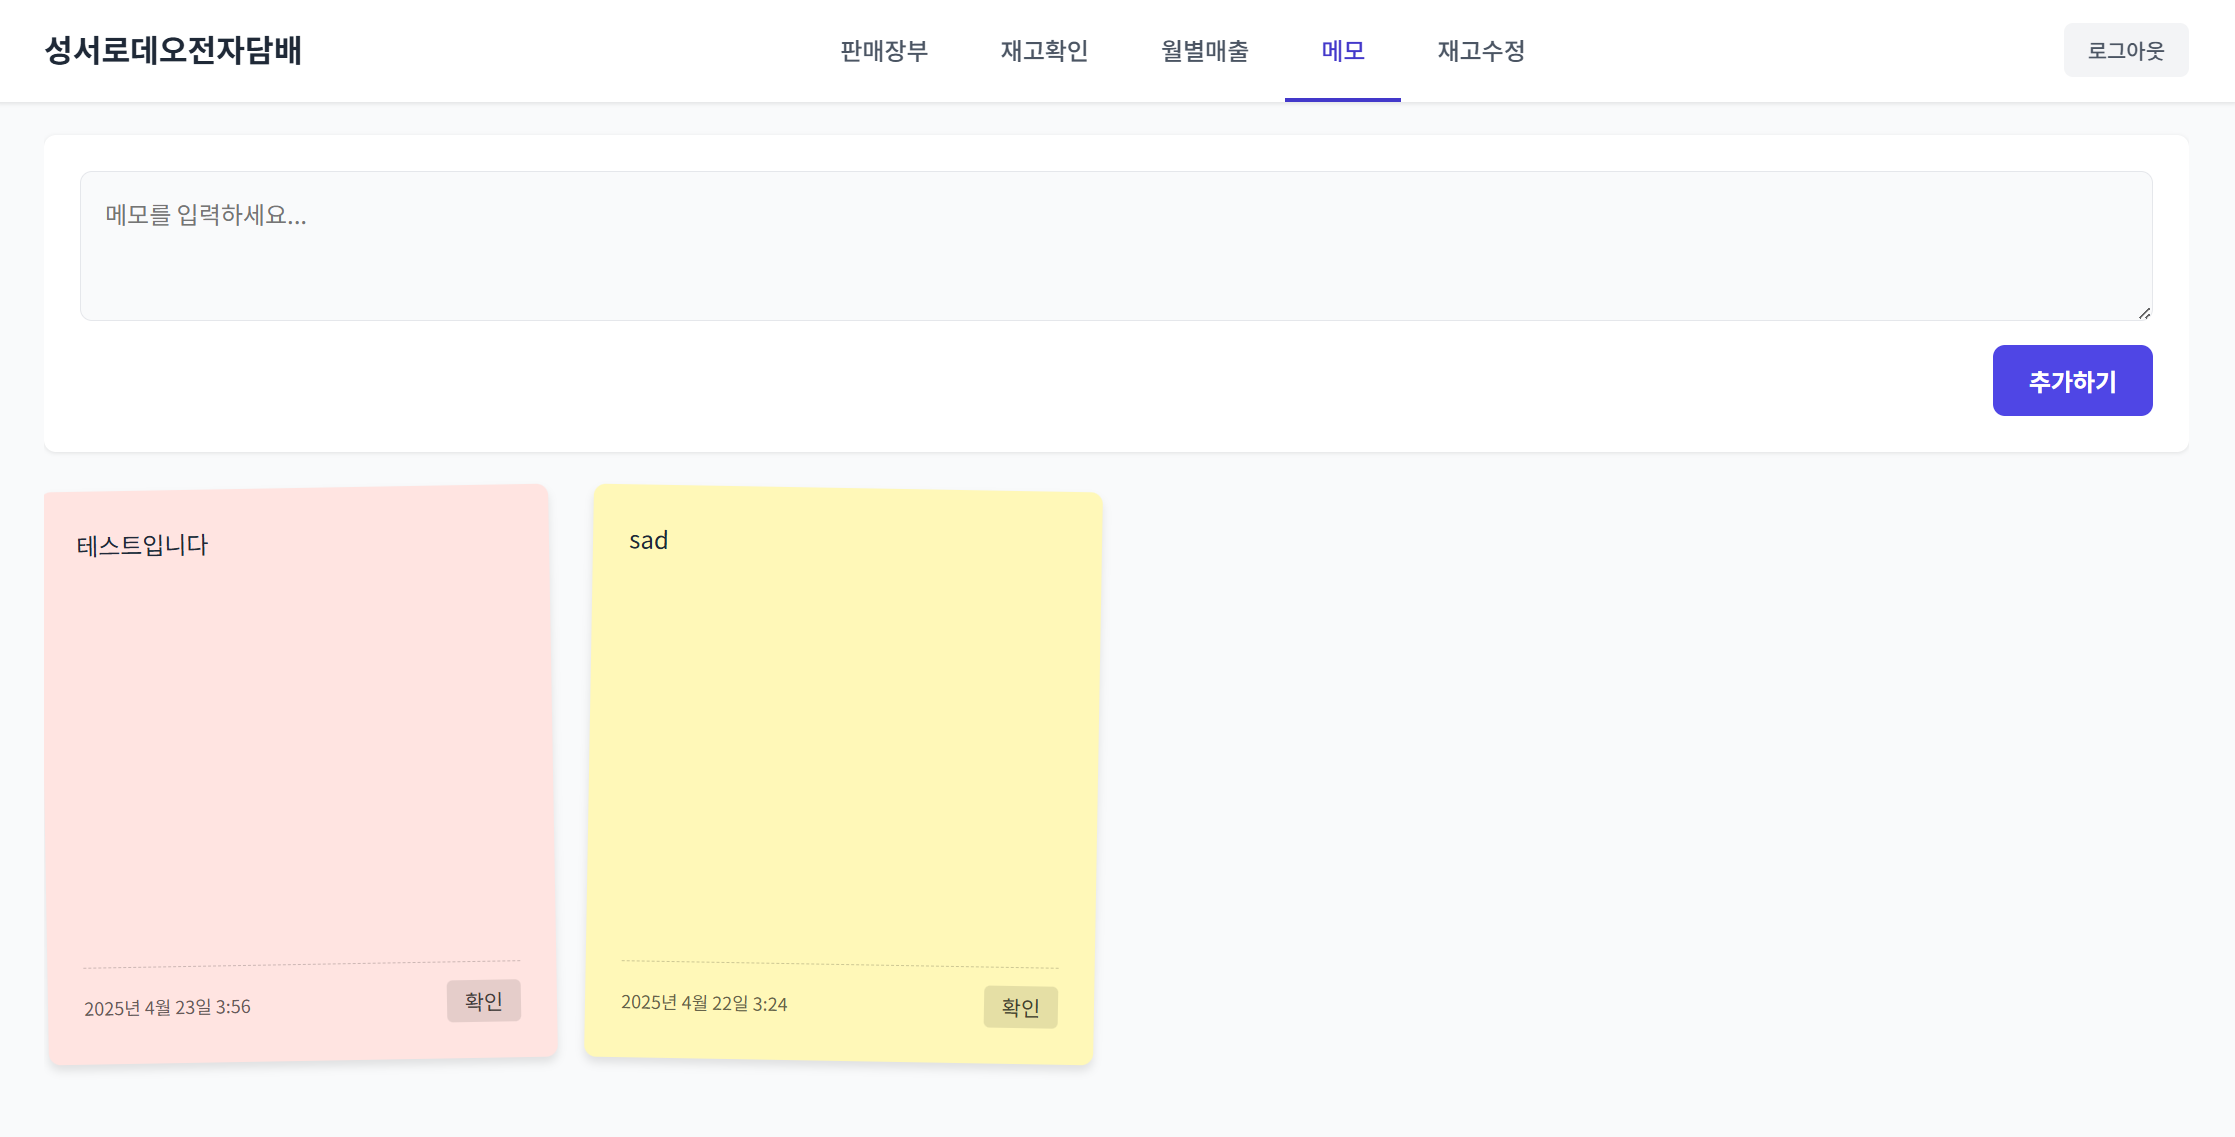 성서로데오전자담배
판매장부 재고확인 월별매출 메모 재고수정
로그아웃
메모를 입력하세요...
추가하기
테스트입니다
2025년 4월 23일 3:56
확인
sad
2025년 4월 22일 3:24
확인